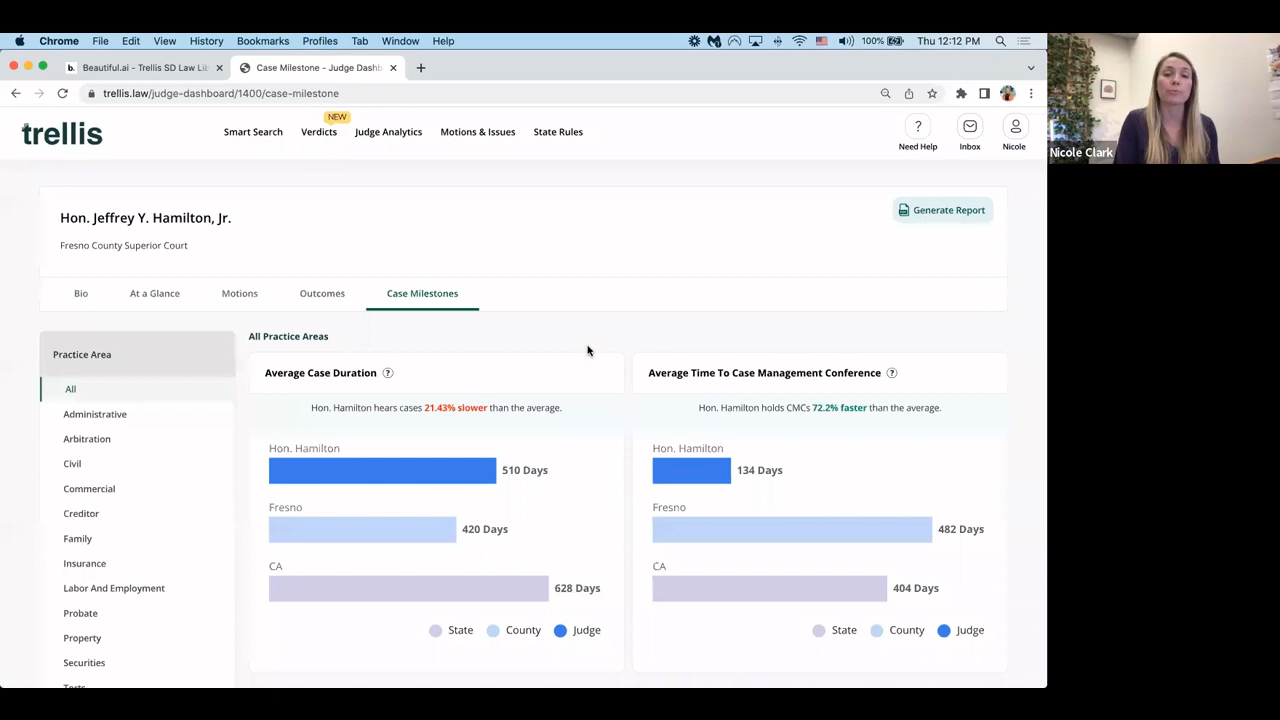 Chrome File Edit View History Bookmarks Profiles Tab Window Help 100% Thu 12:12 PM
b. Beautiful.ai - Trellis SD Law Lib Case Milestone - Judge Dashb
trellis.law/judge-dashboard/1400/case-milestone
trellis
Smart Search Verdicts Judge Analytics Motions & Issues State Rules
NEW
? Need Help Inbox Nicole
Nicole Clark
Hon. Jeffrey Y. Hamilton, Jr.
Generate Report
Fresno County Superior Court
Bio At a Glance Motions Outcomes Case Milestones
Practice Area
All
Administrative
Arbitration
Civil
Commercial
Creditor
Family
Insurance
Labor And Employment
Probate
Property
Securities
Torts
All Practice Areas
Average Case Duration ?
Hon. Hamilton hears cases 21.43% slower than the average.
Hon. Hamilton
510 Days
Fresno
420 Days
CA
628 Days
State County Judge
Average Time To Case Management Conference ?
Hon. Hamilton holds CMCs 72.2% faster than the average.
Hon. Hamilton
134 Days
Fresno
482 Days
CA
404 Days
State County Judge